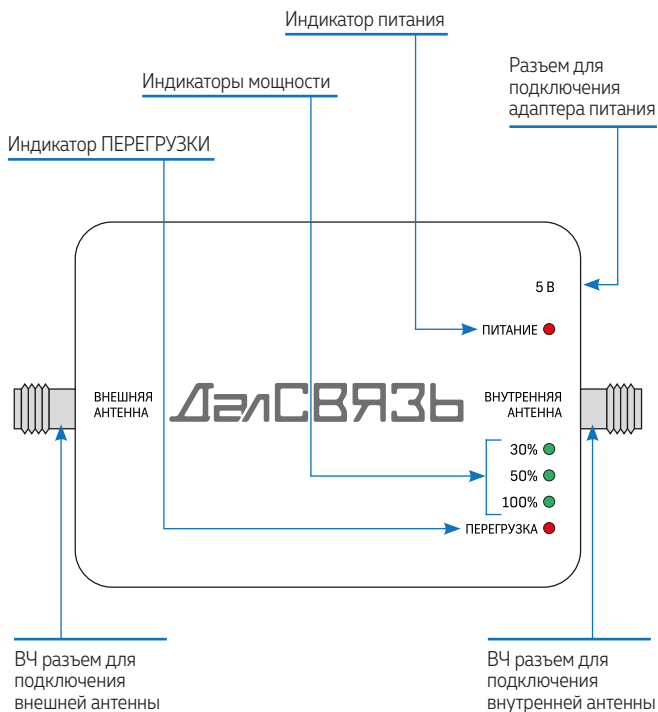 Индикатор питания
Индикаторы мощности
Разъем для
подключения
адаптера питания
Индикатор ПЕРЕГРУЗКИ
5 В
ПИТАНИЕ
ВНЕШНЯЯ
АНТЕННА
ДалСВЯЗЬ
ВНУТРЕННЯЯ
АНТЕННА
30%
50%
100%
ПЕРЕГРУЗКА
ВЧ разъем для
подключения
внешней антенны
ВЧ разъем для
подключения
внутренней антенны